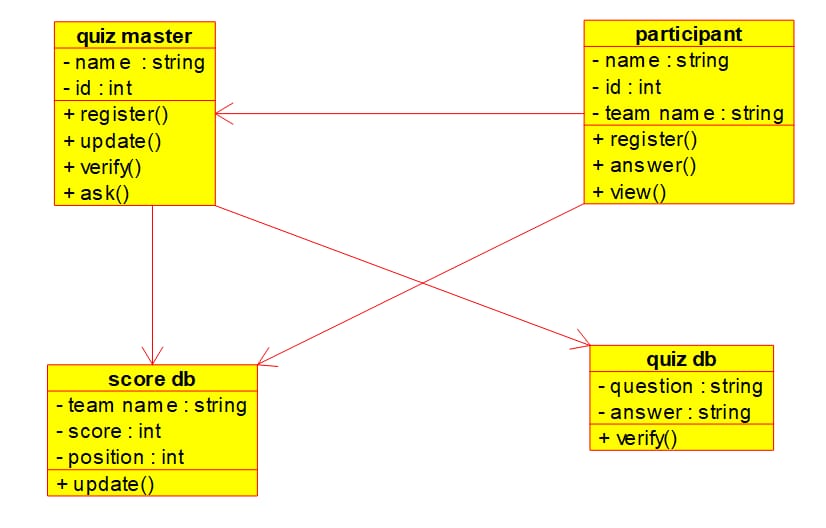 quiz master
- name : string
- id : int
+ register()
+ update()
+ verify()
+ ask()
participant
- name : string
- id : int
- team name : string
+ register()
+ answer()
+ view()
score db
- team name : string
- score : int
- position : int
+ update()
quiz db
- question : string
- answer : string
+ verify()